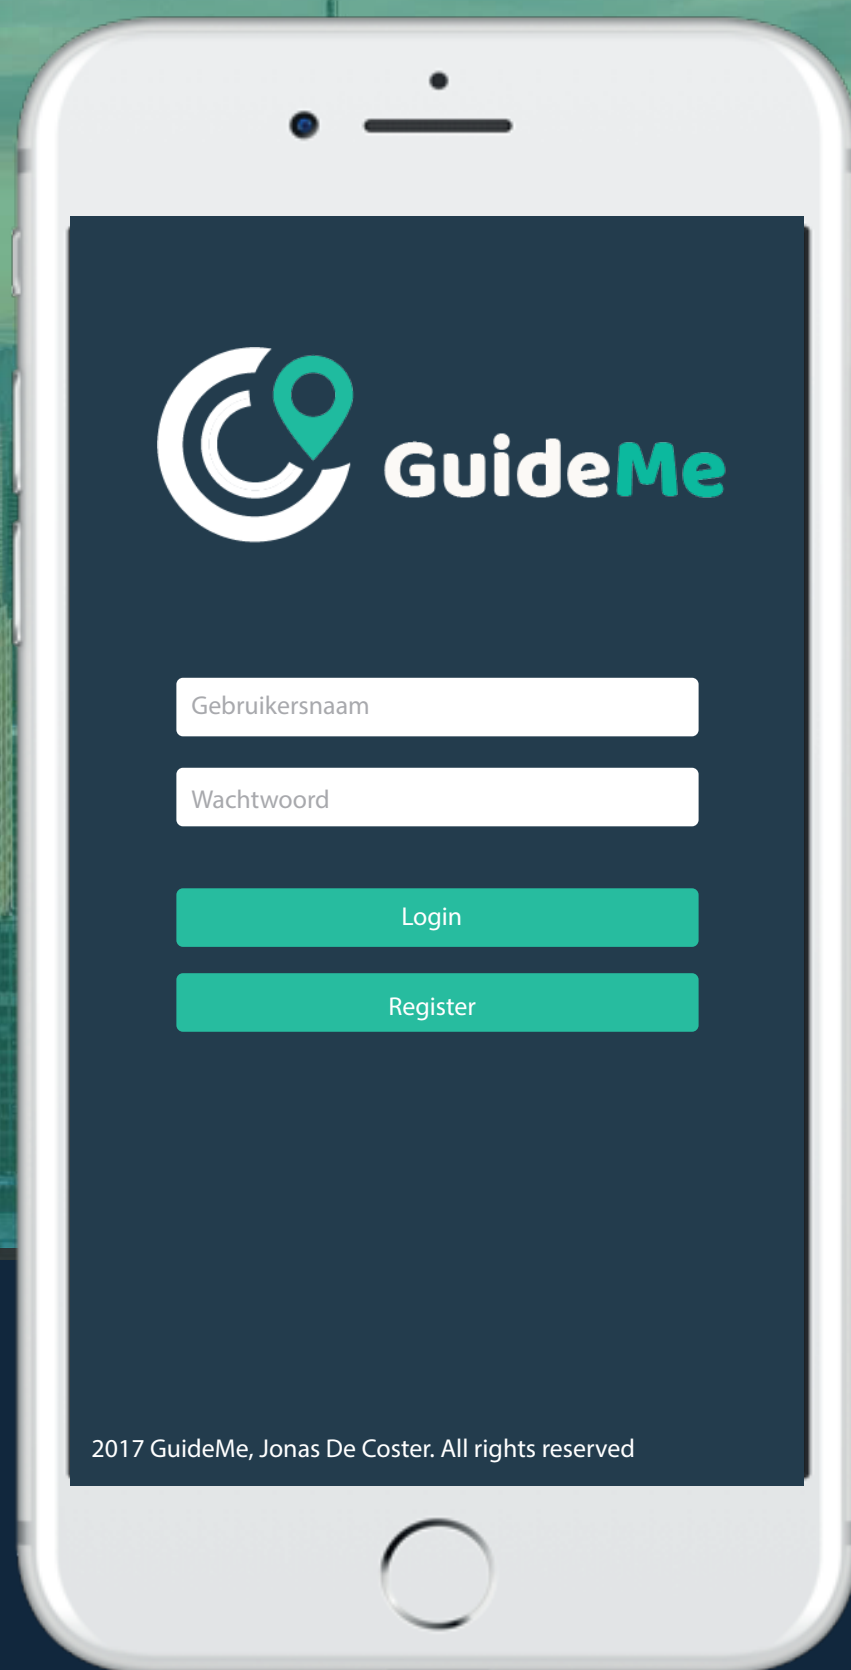 GuideMe
Gebruikersnaam
Wachtwoord
Login
Register
2017 GuideMe, Jonas De Coster. All rights reserved